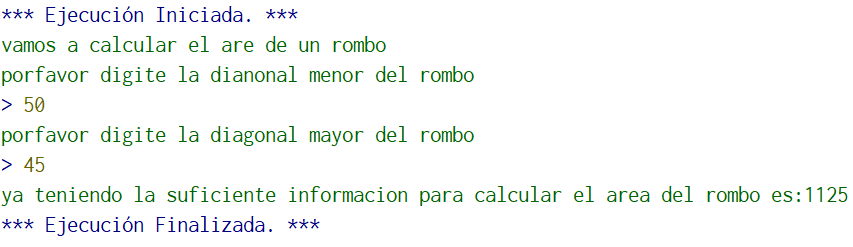 *** Ejecución Iniciada. ***
vamos a calcular el are de un rombo
porfavor digite la dianonal menor del rombo
> 50
porfavor digite la diagonal mayor del rombo
> 45
ya teniendo la suficiente informacion para calcular el area del rombo es:1125
*** Ejecución Finalizada. ***